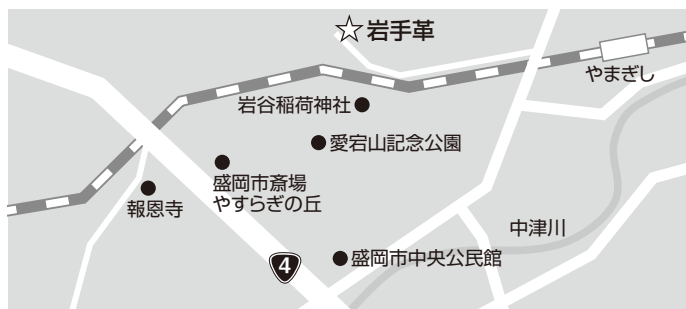 岩手革
やまぎし
岩谷稲荷神社
愛宕山記念公園
盛岡市斎場
やすらぎの丘
報恩寺
中津川
盛岡市中央公民館
4